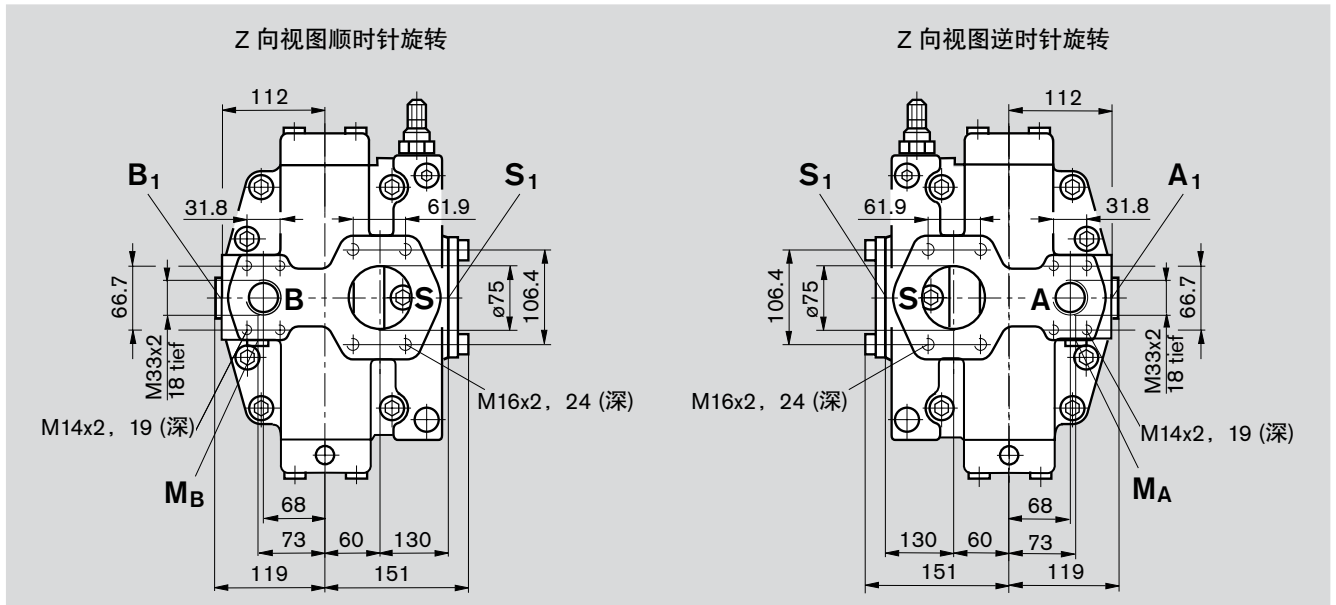 Z 向视图顺时针旋转
112
B1
S1
31.8
61.9
66.7
B
S
ø75
106.4
M33x2
18 tief
M16x2，24 (深)
M14x2，19 (深)
MB
68
73
60
130
119
151
Z 向视图逆时针旋转
112
S1
A1
61.9
31.8
106.4
ø75
S
A
66.7
M33x2
18 tief
M16x2，24 (深)
M14x2，19 (深)
MA
68
130
60
73
151
119